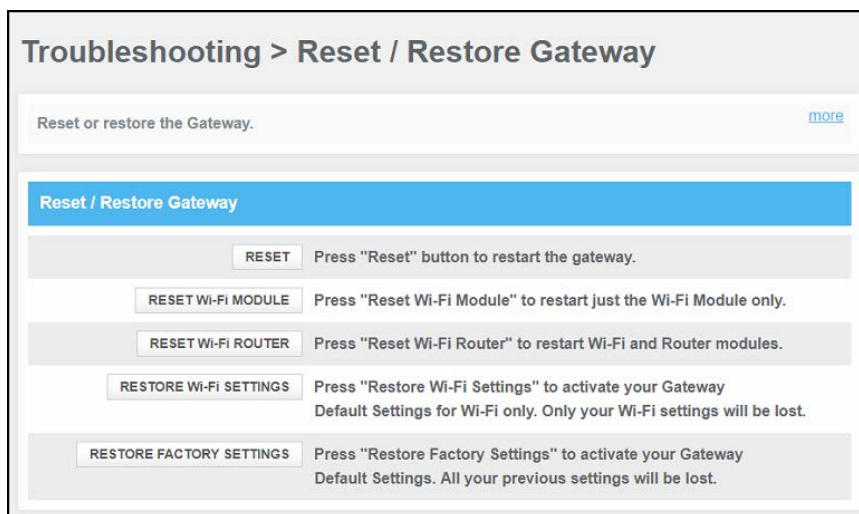 Troubleshooting > Reset / Restore Gateway
Reset or restore the Gateway.
more
Reset / Restore Gateway
RESET
Press "Reset" button to restart the gateway.
RESET Wi-Fi MODULE
Press "Reset Wi-Fi Module" to restart just the Wi-Fi Module only.
RESET Wi-Fi ROUTER
Press "Reset Wi-Fi Router" to restart Wi-Fi and Router modules.
RESTORE Wi-Fi SETTINGS
Press "Restore Wi-Fi Settings" to activate your Gateway
Default Settings for Wi-Fi only. Only your Wi-Fi settings will be lost.
RESTORE FACTORY SETTINGS
Press "Restore Factory Settings" to activate your Gateway
Default Settings. All your previous settings will be lost.